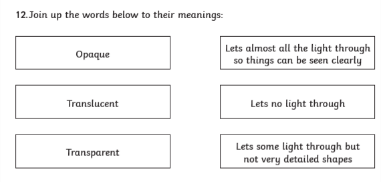 12.Join up the words below to their meanings:
Opaque
Lets almost all the light through
so things can be seen clearly
Translucent
Lets no light through
Transparent
Lets some light through but
not very detailed shapes